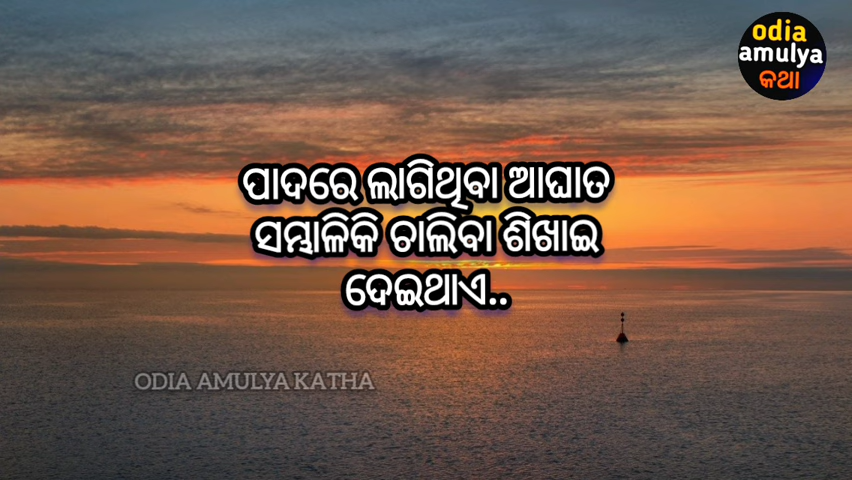 odia
amulya
କଥା
ପାଦରେ ଲାଗିଥିବା ଆଘାତ
ସମ୍ଭାଳିକି ଚାଲିବା ଶିଖାଇ
ଦେଇଥାଏ..
ODIA AMULYA KATHA